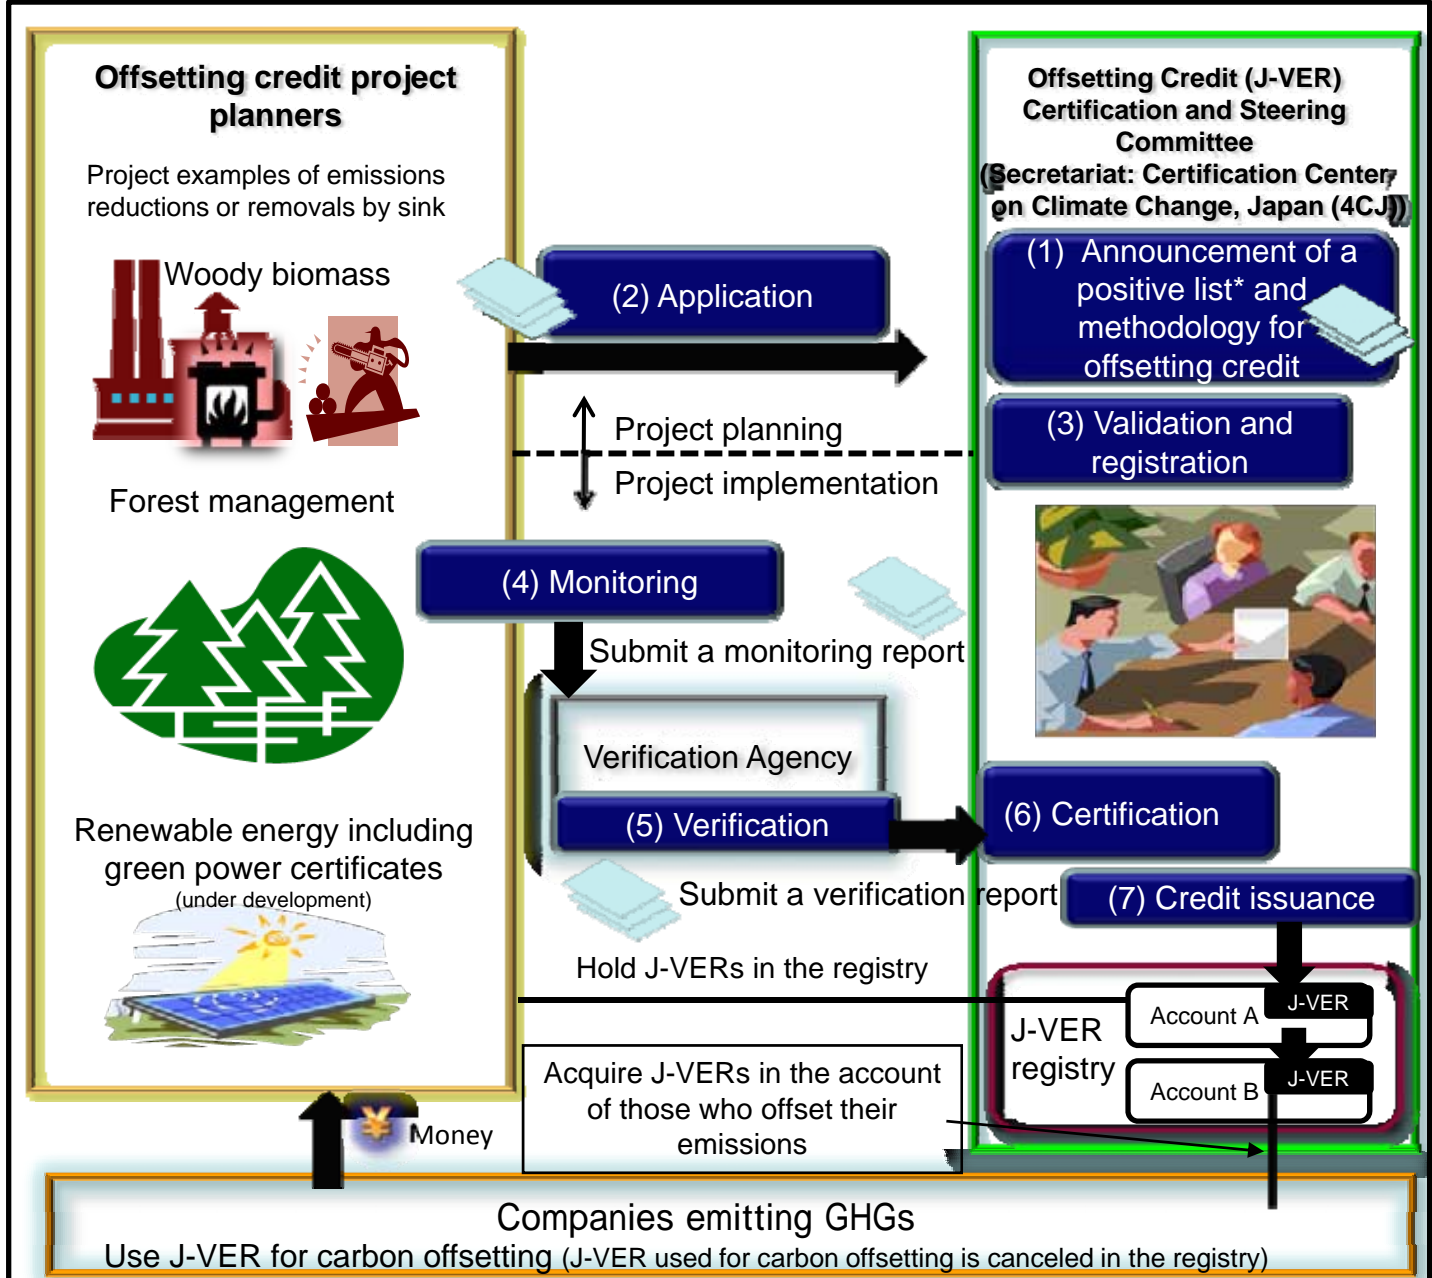 Offsetting credit project
planners
Project examples of emissions
reductions or removals by sink
Woody biomass
Forest management
Renewable energy including
green power certificates
(under development)
Offsetting Credit (J-VER)
Certification and Steering
Committee
(Secretariat: Certification Center
on Climate Change, Japan (4CJ))
(1) Announcement of a
positive list* and
methodology for
offsetting credit
(2) Application
(3) Validation and
registration
Project planning
Project implementation
(4) Monitoring
Submit a monitoring report
Verification Agency
(5) Verification
(6) Certification
Submit a verification report
(7) Credit issuance
Hold J-VERs in the registry
J-VER
registry
Account A
J-VER
Account B
J-VER
Acquire J-VERs in the account
of those who offset their
emissions
¥
Money
Companies emitting GHGs
Use J-VER for carbon offsetting (J-VER used for carbon offsetting is canceled in the registry)